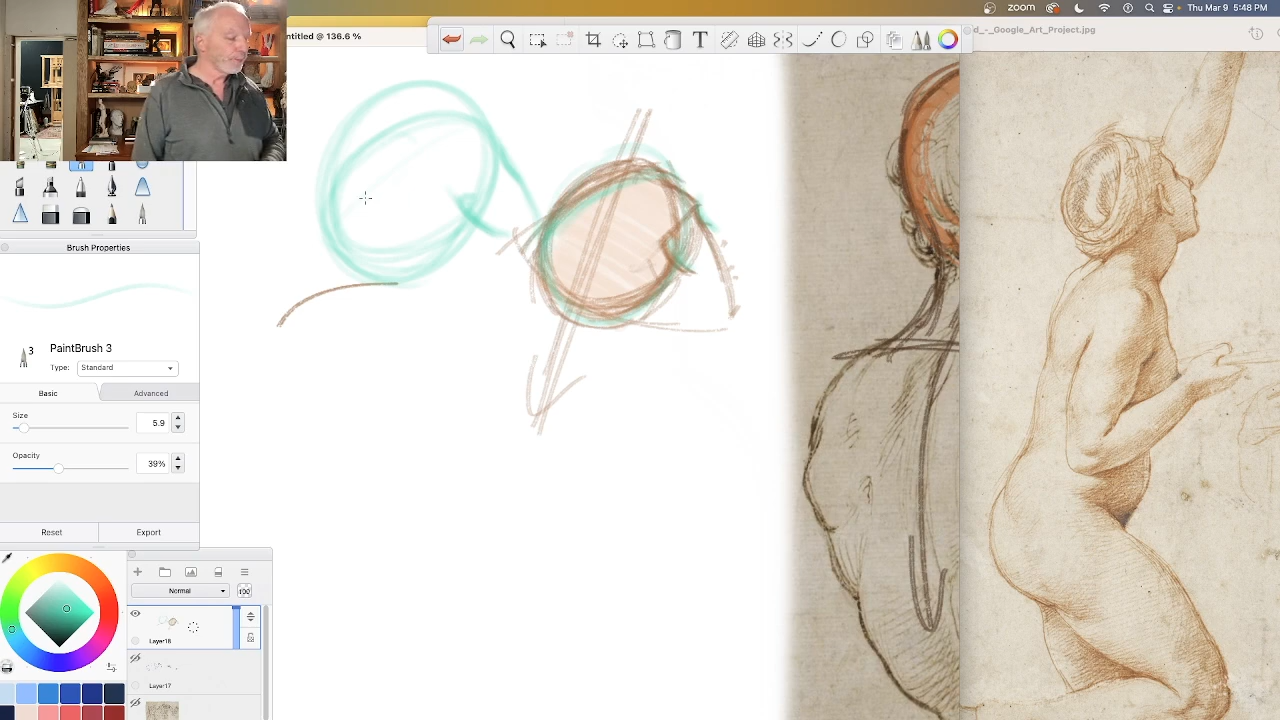 zoom
Thu Mar 9 5:48 PM
ntitled @ 136.6 %
T
d_-_Google_Art_Project.jpg
Brush Properties
3
PaintBrush 3
Type: Standard
Basic
Advanced
Size
5.9
Opacity
39%
Reset
Export
Normal
100
Layer18
Layer17